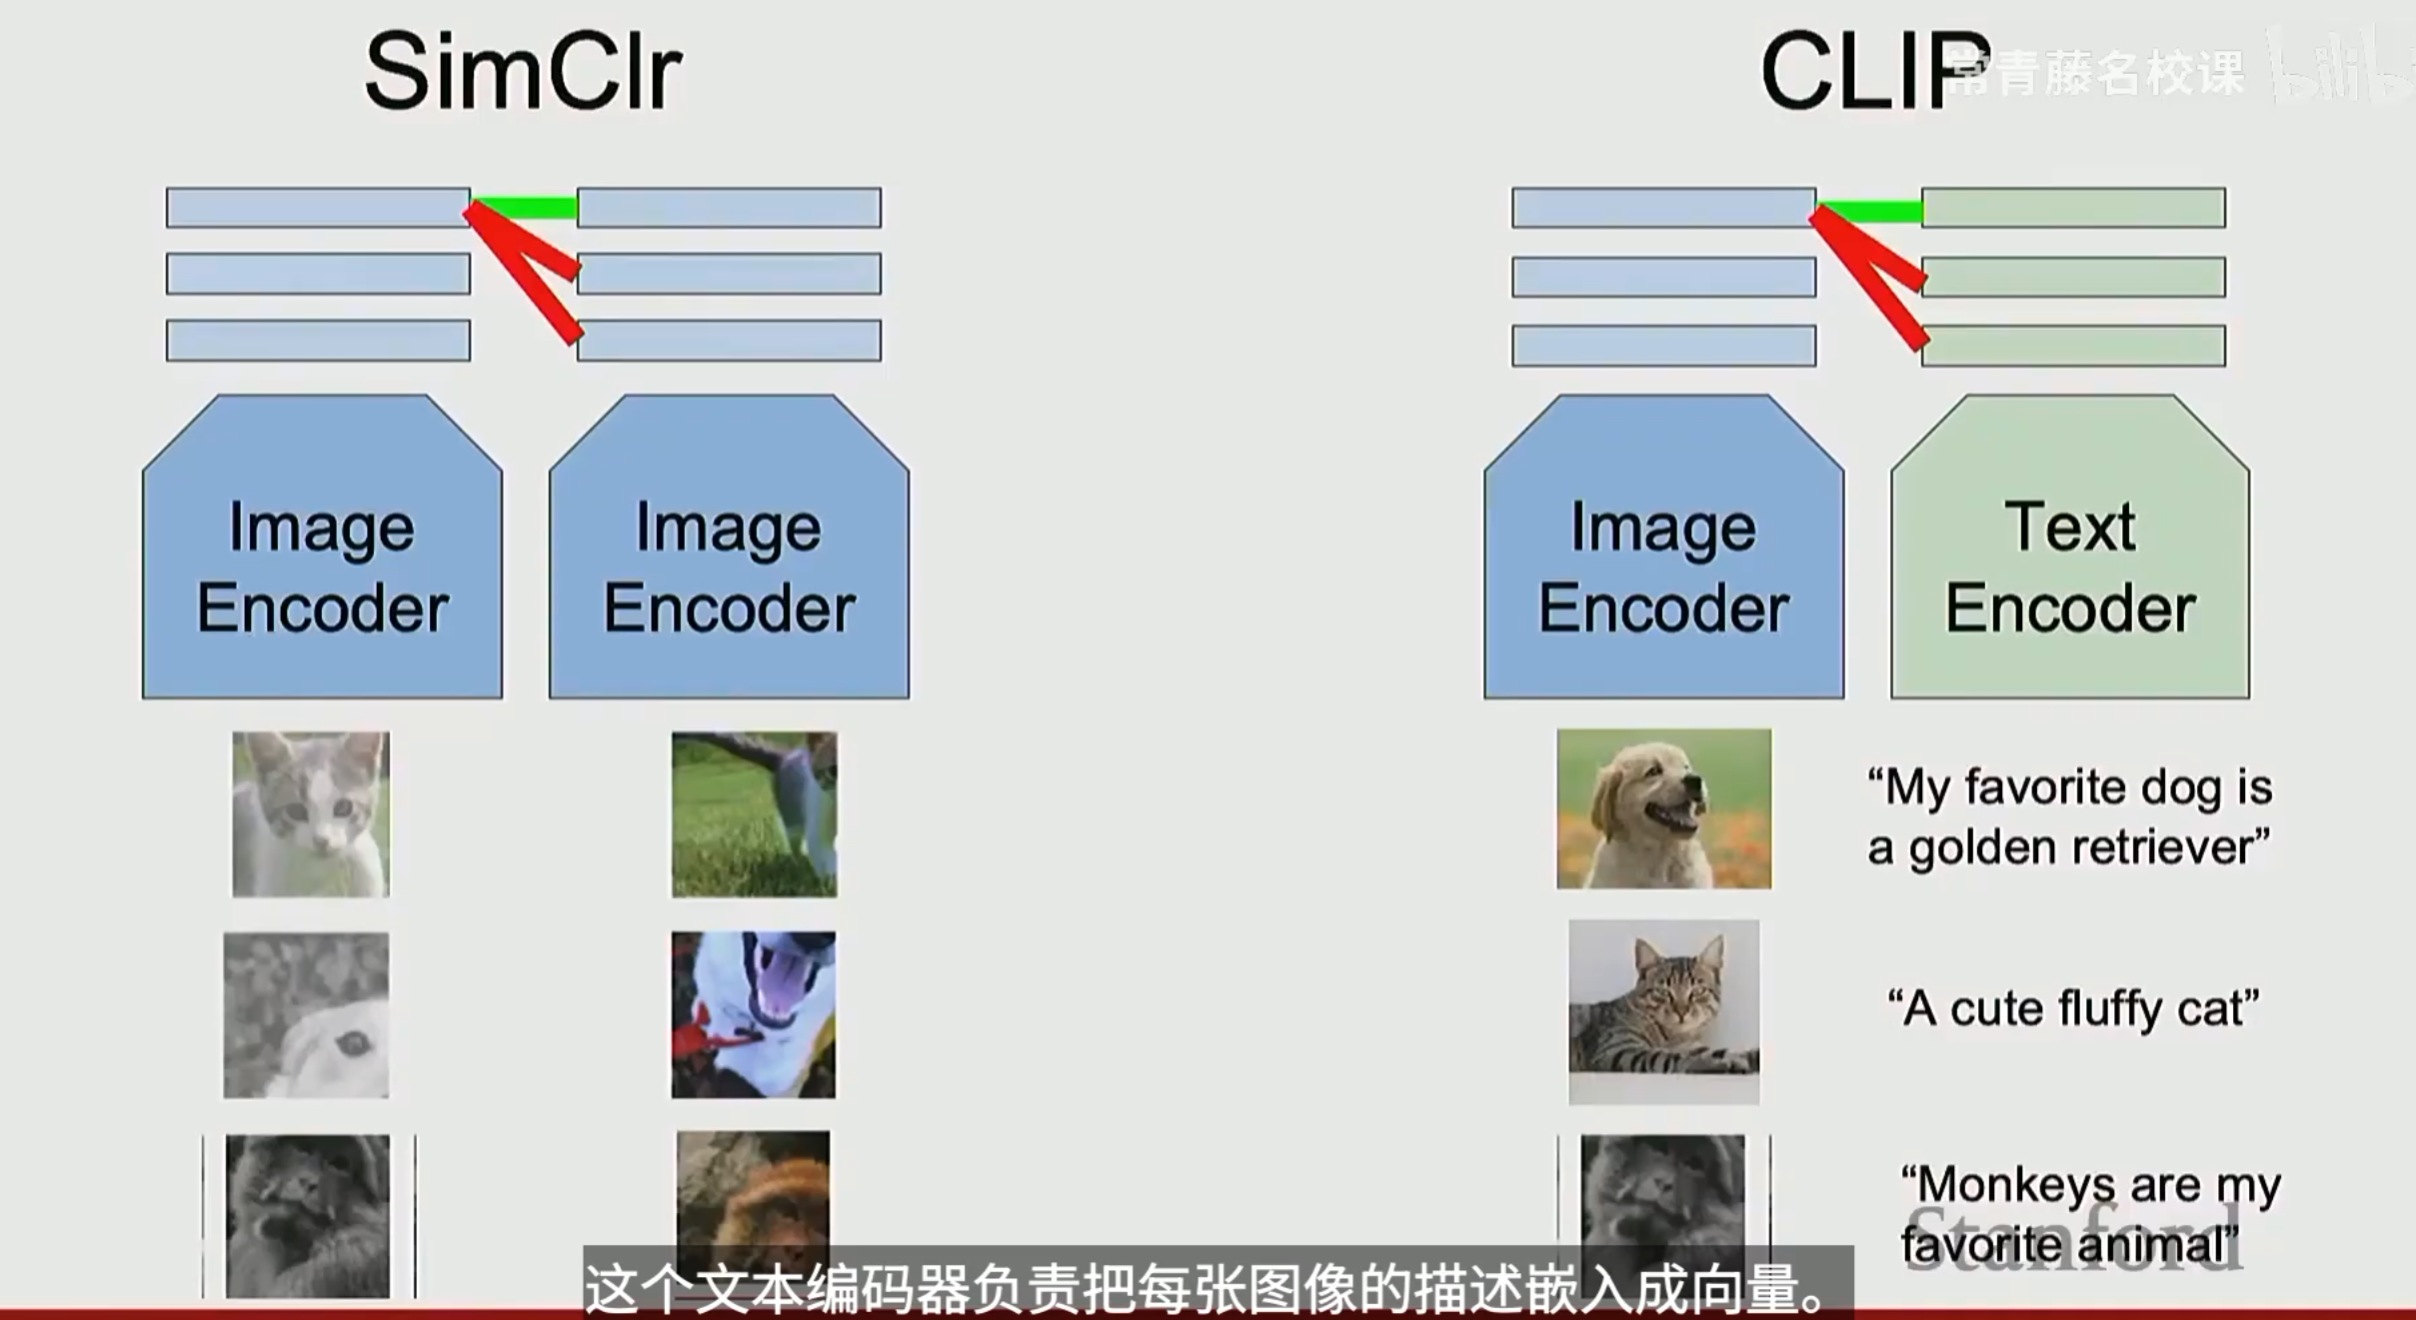 SimClr
CLIP
常青藤名校课
bilibili
Image
Encoder
Image
Encoder
Image
Encoder
Text
Encoder
“My favorite dog is
a golden retriever”
“A cute fluffy cat”
“Monkeys are my
favorite animal”
Stanford
这个文本编码器负责把每张图像的描述嵌入成向量。